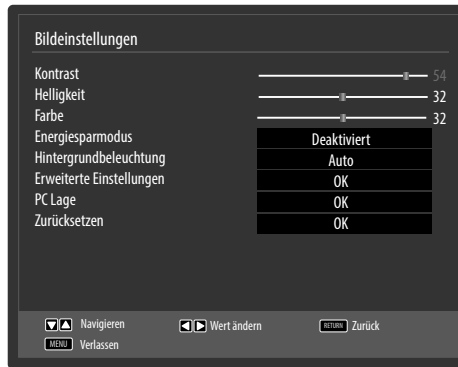 Bildeinstellungen
Kontrast 54
Helligkeit 32
Farbe 32
Energiesparmodus Deaktiviert
Hintergrundbeleuchtung Auto
Erweiterte Einstellungen OK
PC Lage OK
Zurücksetzen OK
Navigieren Wert ändern RETURN Zurück
MENU Verlassen